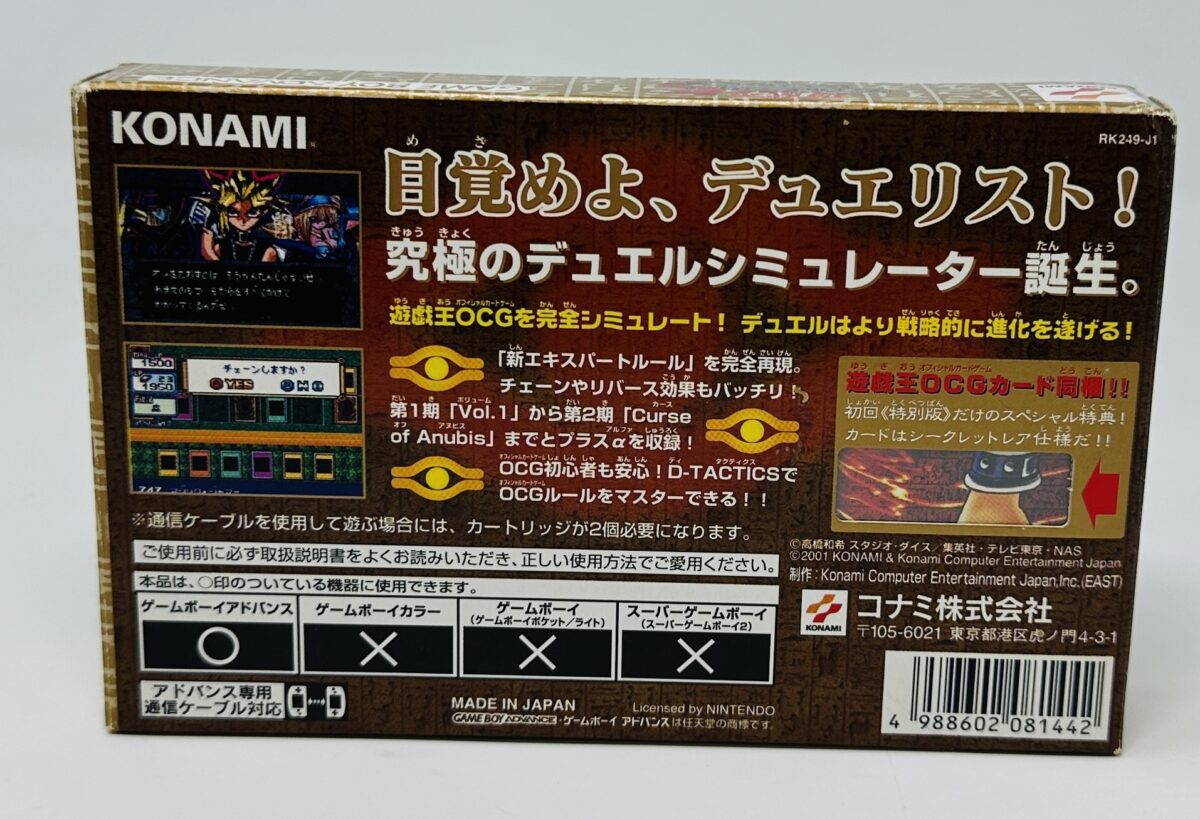 GAME BOY ADVANCE
KONAMI
RK249-J1
目覚めよ、デュエリスト!
究極のデュエルシミュレーター誕生。
遊戯王OCGを完全シミュレート! デュエルはより戦略的に進化を遂げる!
「新エキスパートルール」を完全再現。
チェーンやリバース効果もバッチリ!
第1期「Vol.1」から第2期「Curse
of Anubis」までとプラスαを収録!
OCG初心者も安心!D-TACTICSで
OCGルールをマスターできる!!
1500
1950
23
チェーンしますか?
YES NO
遊戯王OCGカード同梱!!
初回《特別版》だけのスペシャル特典!
カードはシークレットレア仕様だ!!
※通信ケーブルを使用して遊ぶ場合には、カートリッジが2個必要になります。
ご使用前に必ず取扱説明書をよくお読みいただき、正しい使用方法でご愛用ください。
本品は、○印のついている機器に使用できます。
ゲームボーイアドバンス ゲームボーイカラー ゲームボーイ スーパーゲームボーイ
(ゲームボーイポケット/ライト) (スーパーゲームボーイ2)
○ × × ×
アドバンス専用
通信ケーブル対応
MADE IN JAPAN
Licensed by NINTENDO
GAME BOY ADVANCE・ゲームボーイ アドバンスは任天堂の商標です。
©高橋和希 スタジオ・ダイス/集英社・テレビ東京・NAS
©2001 KONAMI & Konami Computer Entertainment Japan
制作:Konami Computer Entertainment Japan,Inc.(EAST)
KONAMI
コナミ株式会社
〒105-6021 東京都港区虎ノ門4-3-1
4 988602 081442